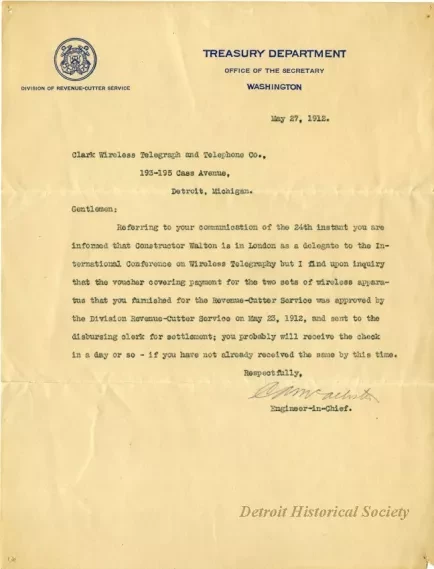 TREASURY DEPARTMENT
OFFICE OF THE SECRETARY
WASHINGTON
DIVISION OF REVENUE-CUTTER SERVICE
May 27, 1912.
Clark Wireless Telegraph and Telephone Co.,
193-195 Cass Avenue,
Detroit, Michigan.
Gentlemen:
Referring to your communication of the 24th instant you are
informed that Constructor Walton is in London as a delegate to the In-
ternational Conference on Wireless Telegraphy but I find upon inquiry
that the voucher covering payment for the two sets of wireless appara-
tus that you furnished for the Revenue-Cutter Service was approved by
the Division Revenue-Cutter Service on May 23, 1912, and sent to the
disbursing clerk for settlement; you probably will receive the check
in a day or so - if you have not already received the same by this time.
Respectfully,
Engineer-in-Chief.
Detroit Historical Society